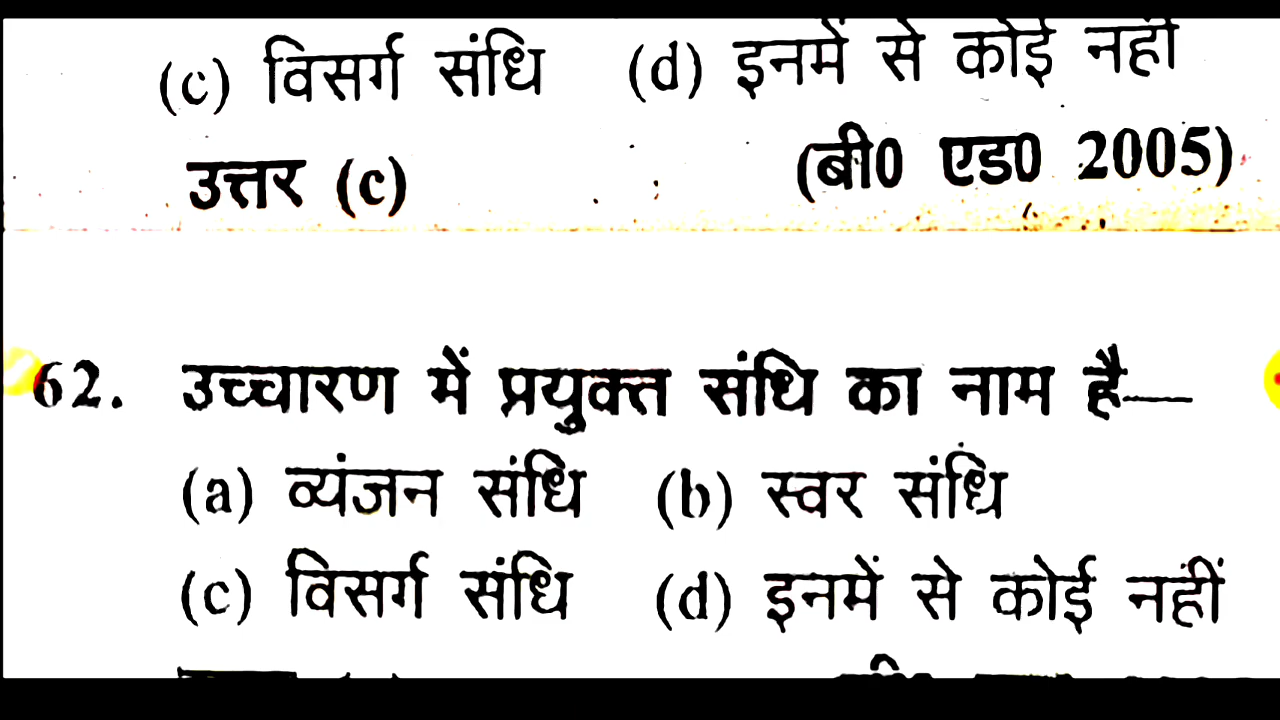 (c) विसर्ग संधि (d) इनमें से कोई नहीं
उत्तर (c) (बी0 एड0 2005)
62. उच्चारण में प्रयुक्त संधि का नाम है—
(a) व्यंजन संधि (b) स्वर संधि
(c) विसर्ग संधि (d) इनमें से कोई नहीं